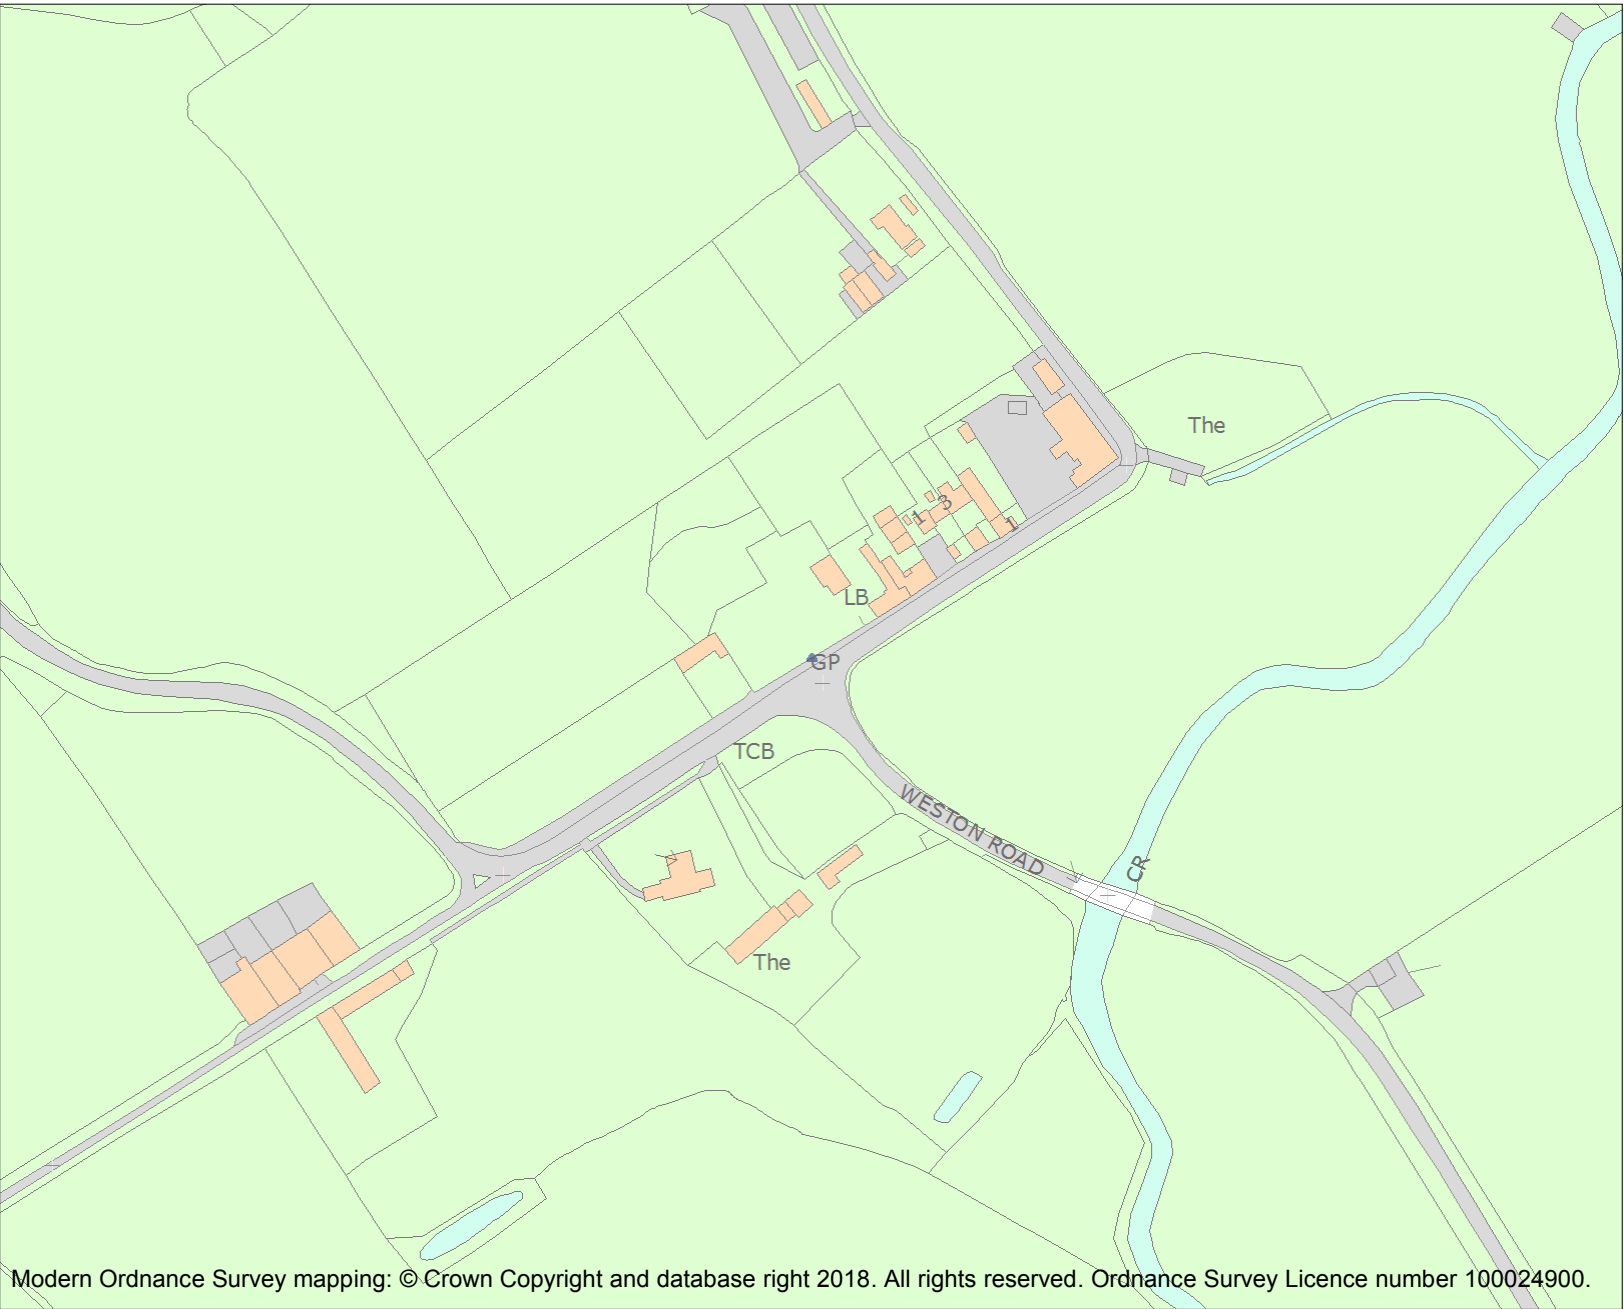 The
3
1
1
LB
GP
TCB
WESTON ROAD
CR
The
Modern Ordnance Survey mapping: © Crown Copyright and database right 2018. All rights reserved. Ordnance Survey Licence number 100024900.